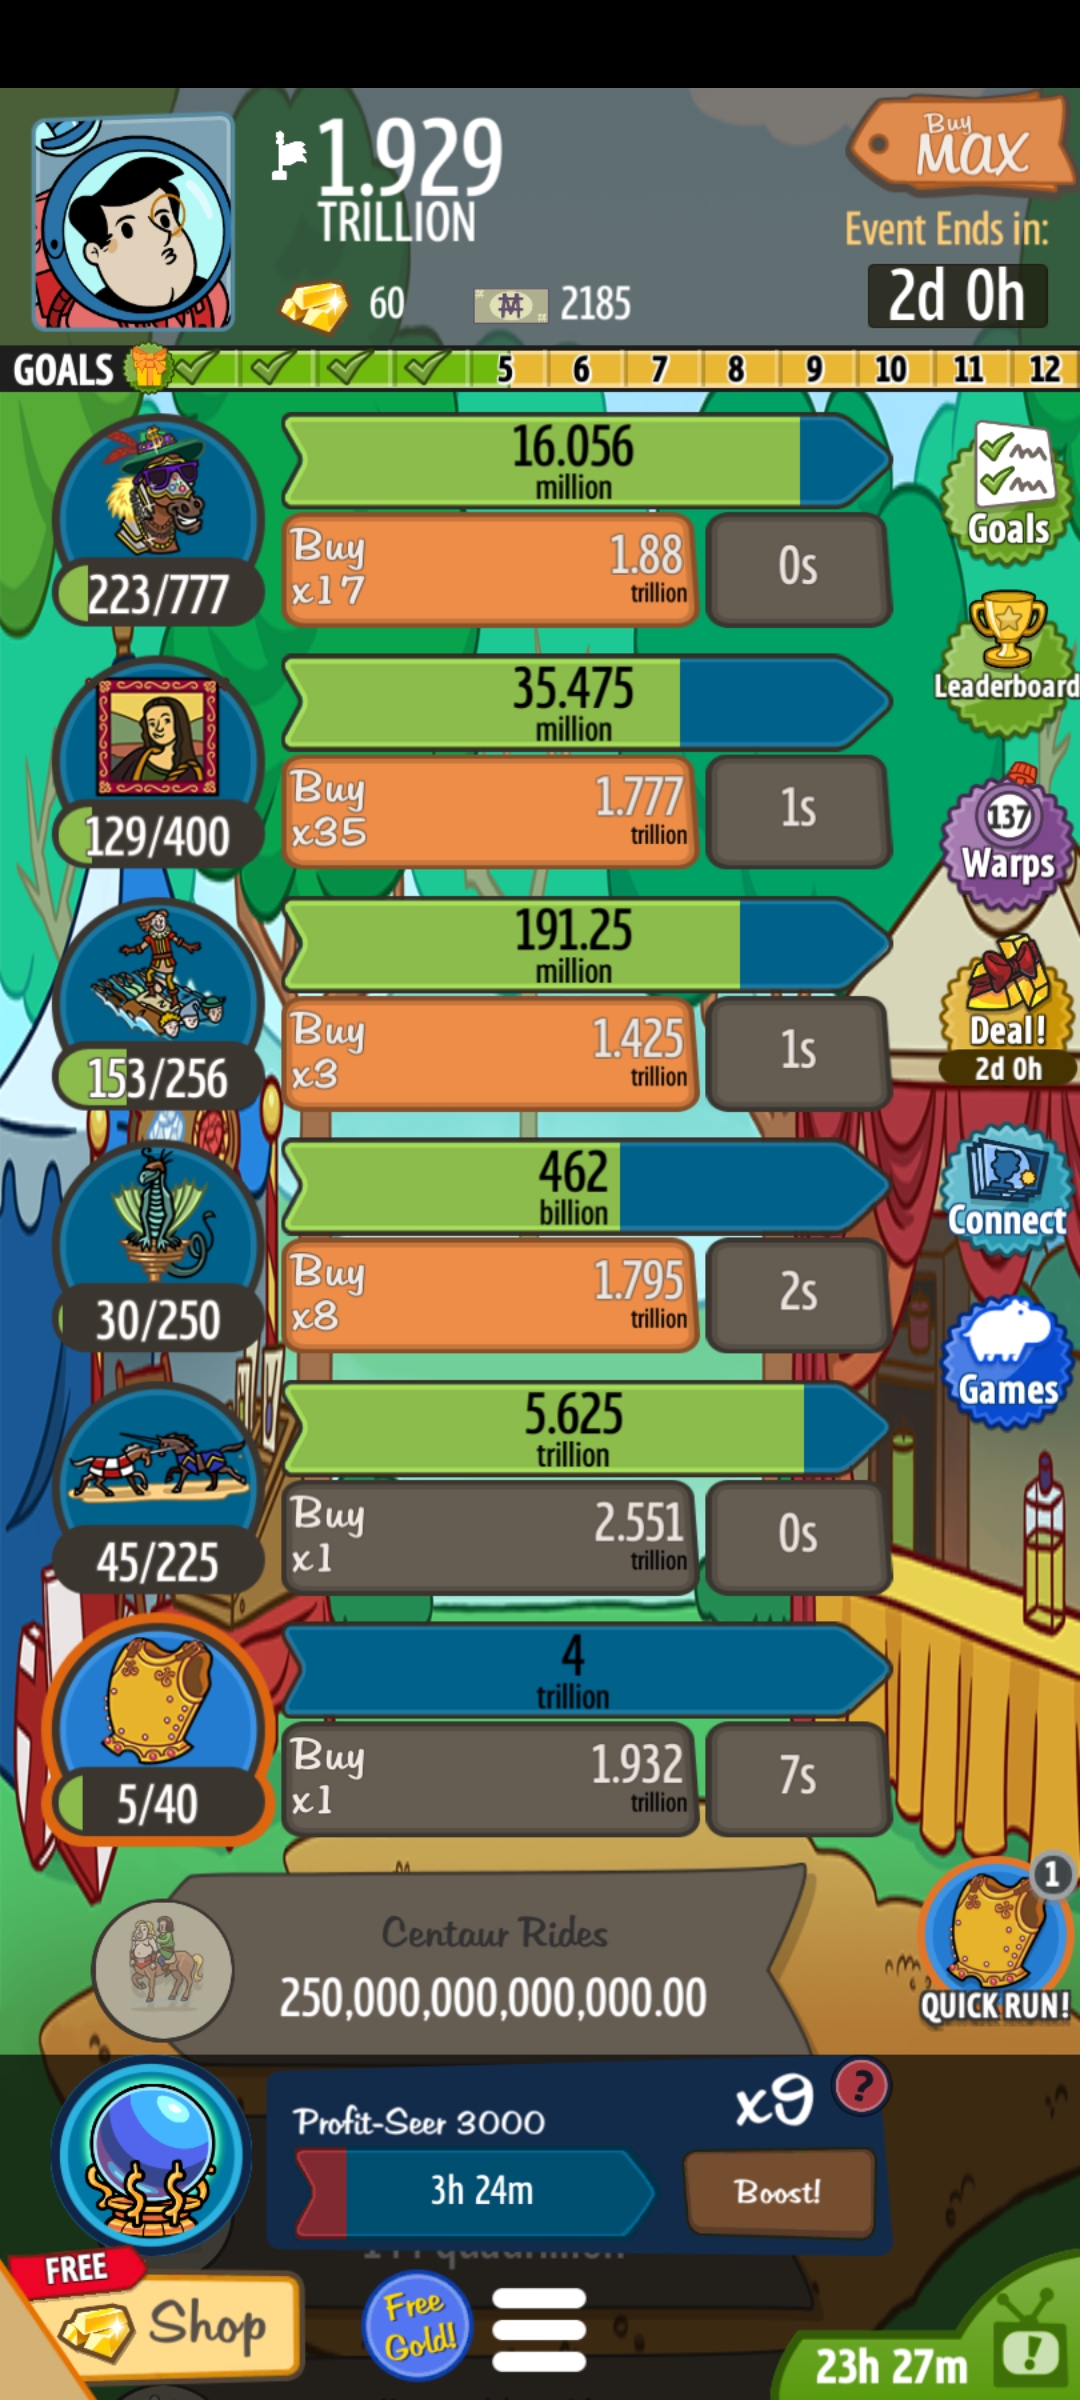 1.929
TRILLION
Buy
MAX
Event Ends in:
60
2185
2d 0h
GOALS
5 6 7 8 9 10 11 12
16.056
million
Buy
x17
1.88
trillion
0s
223/777
Goals
35.475
million
Buy
x35
1.777
trillion
1s
129/400
Leaderboard
191.25
million
Buy
x3
1.425
trillion
1s
153/256
137
Warps
Deal!
2d 0h
462
billion
Buy
x8
1.795
trillion
2s
30/250
Connect
5.625
trillion
Buy
x1
2.551
trillion
0s
45/225
Games
4
trillion
Buy
x1
1.932
trillion
7s
5/40
Centaur Rides
250,000,000,000,000.00
1
QUICK RUN!
Profit-Seer 3000
x9
?
3h 24m
Boost!
FREE
Shop
Free
Gold!
23h 27m
!